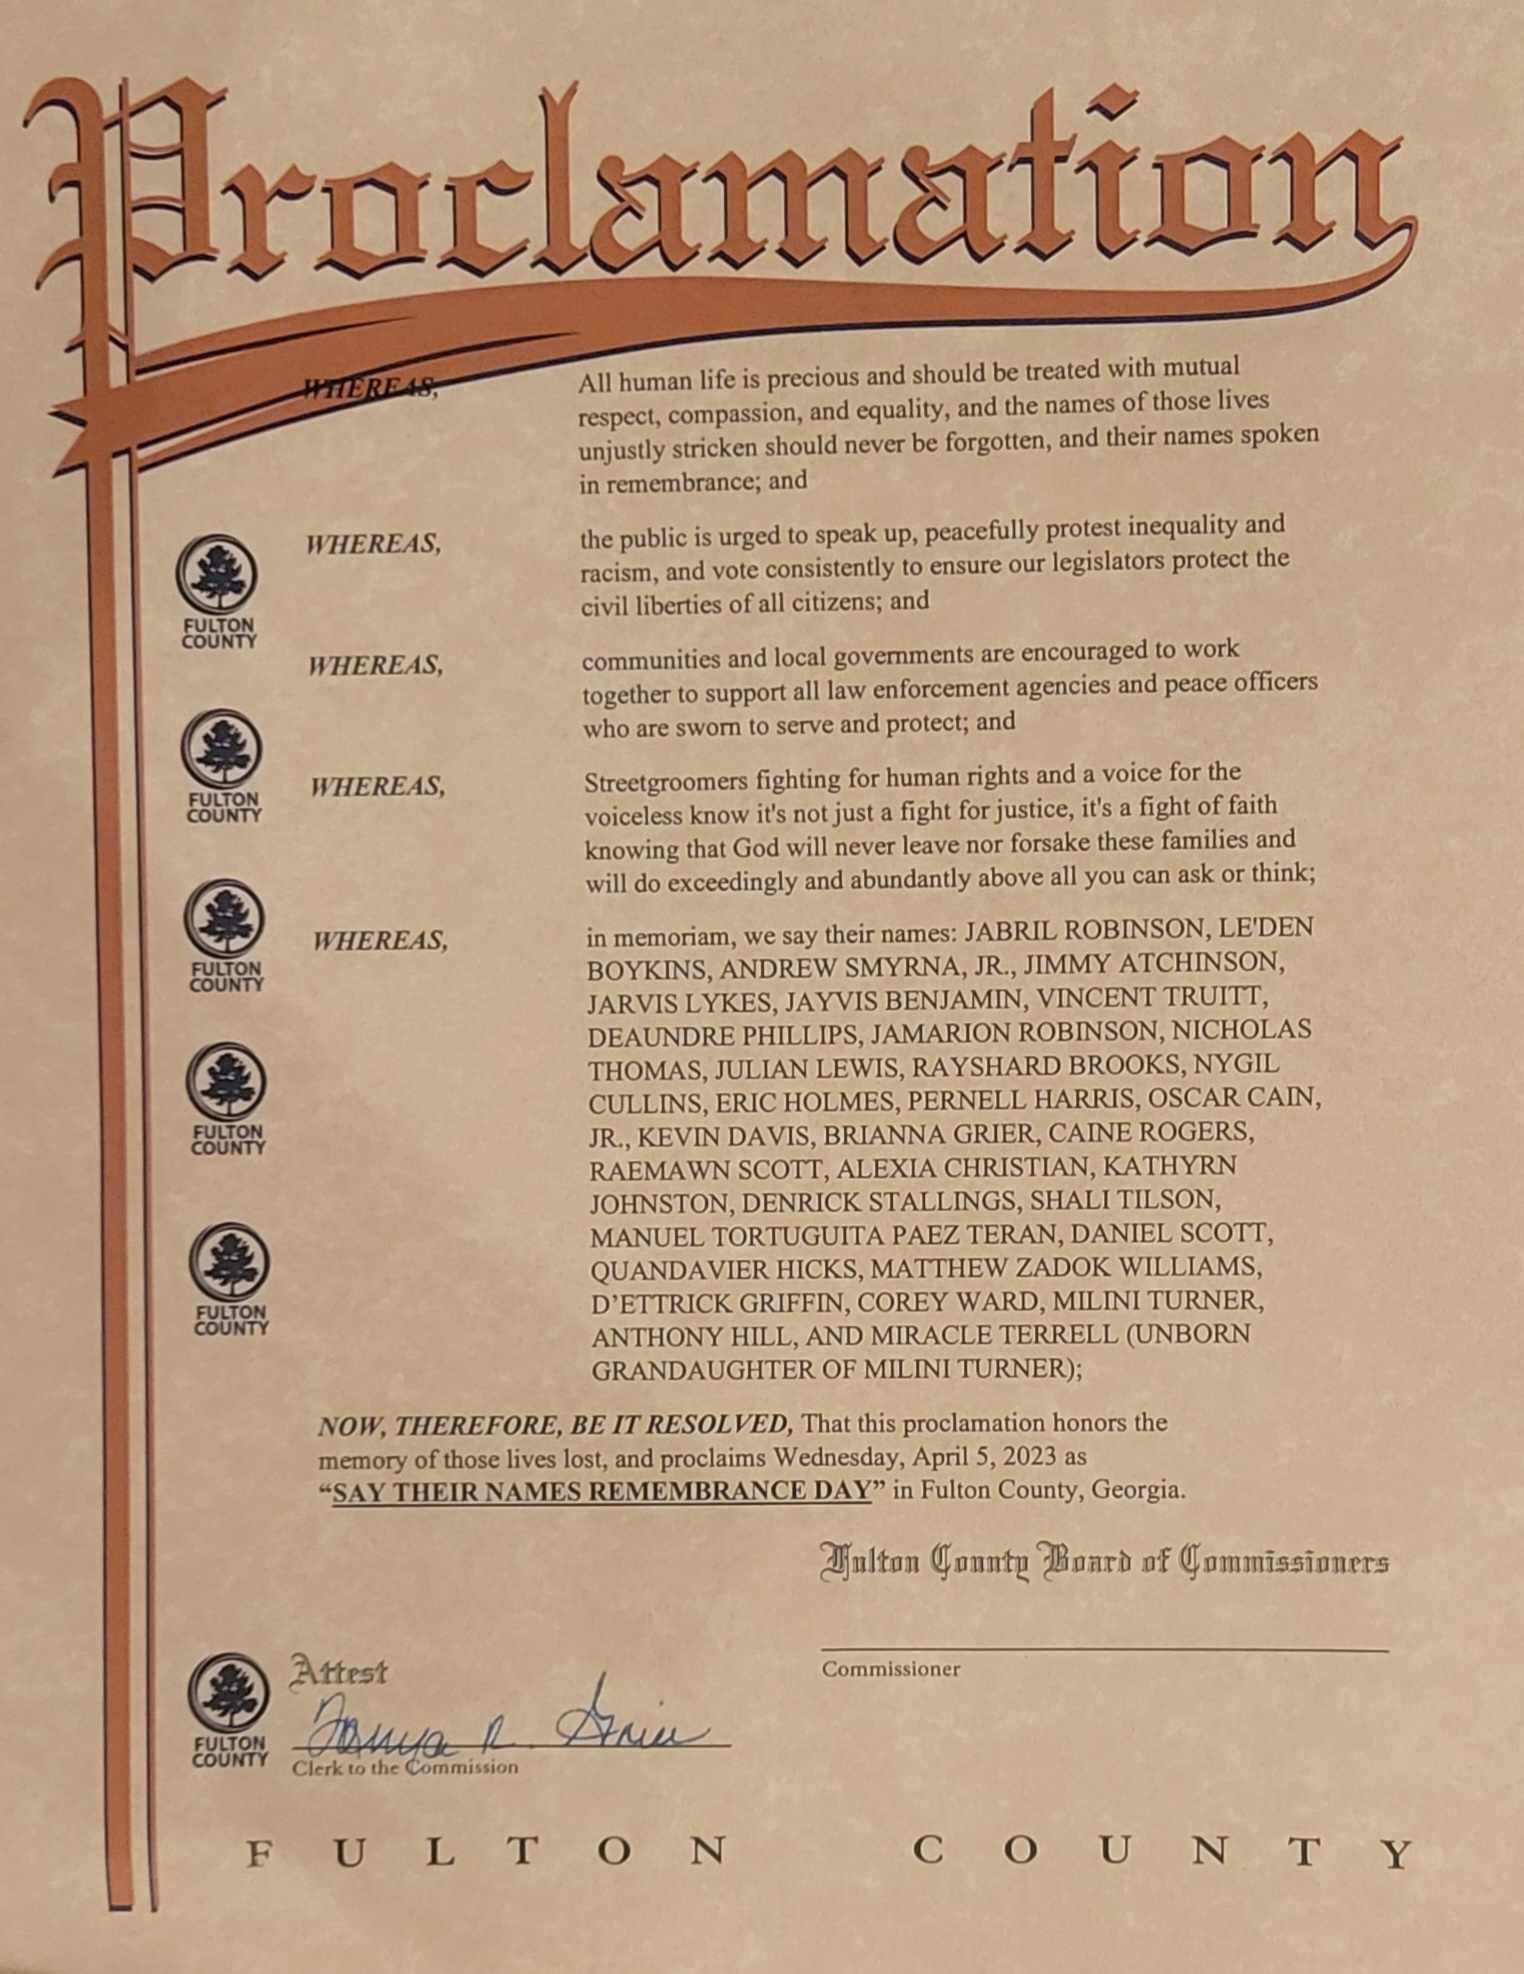 Proclamation
WHEREAS,
All human life is precious and should be treated with mutual
respect, compassion, and equality, and the names of those lives
unjustly stricken should never be forgotten, and their names spoken
in remembrance; and
WHEREAS,
the public is urged to speak up, peacefully protest inequality and
racism, and vote consistently to ensure our legislators protect the
civil liberties of all citizens; and
FULTON
COUNTY
WHEREAS,
communities and local governments are encouraged to work
together to support all law enforcement agencies and peace officers
who are sworn to serve and protect; and
FULTON
COUNTY
WHEREAS,
Streetgroomers fighting for human rights and a voice for the
voiceless know it's not just a fight for justice, it's a fight of faith
knowing that God will never leave nor forsake these families and
will do exceedingly and abundantly above all you can ask or think;
FULTON
COUNTY
WHEREAS,
in memoriam, we say their names: JABRIL ROBINSON, LE'DEN
BOYKINS, ANDREW SMYRNA, JR., JIMMY ATCHINSON,
JARVIS LYKES, JAYVIS BENJAMIN, VINCENT TRUITT,
DEAUNDRE PHILLIPS, JAMARION ROBINSON, NICHOLAS
THOMAS, JULIAN LEWIS, RAYSHARD BROOKS, NYGIL
CULLINS, ERIC HOLMES, PERNELL HARRIS, OSCAR CAIN,
JR., KEVIN DAVIS, BRIANNA GRIER, CAINE ROGERS,
RAEMAWN SCOTT, ALEXIA CHRISTIAN, KATHYRN
JOHNSTON, DENRICK STALLINGS, SHALI TILSON,
MANUEL TORTUGUITA PAEZ TERAN, DANIEL SCOTT,
QUANDAVIER HICKS, MATTHEW ZADOK WILLIAMS,
D’ETTRICK GRIFFIN, COREY WARD, MILINI TURNER,
ANTHONY HILL, AND MIRACLE TERRELL (UNBORN
GRANDAUGHTER OF MILINI TURNER);
FULTON
COUNTY
FULTON
COUNTY
NOW, THEREFORE, BE IT RESOLVED, That this proclamation honors the
memory of those lives lost, and proclaims Wednesday, April 5, 2023 as
“SAY THEIR NAMES REMEMBRANCE DAY” in Fulton County, Georgia.
Fulton County Board of Commissioners
Commissioner
Attest
Tonya R. Grier
Clerk to the Commission
FULTON
COUNTY
FULTON COUNTY